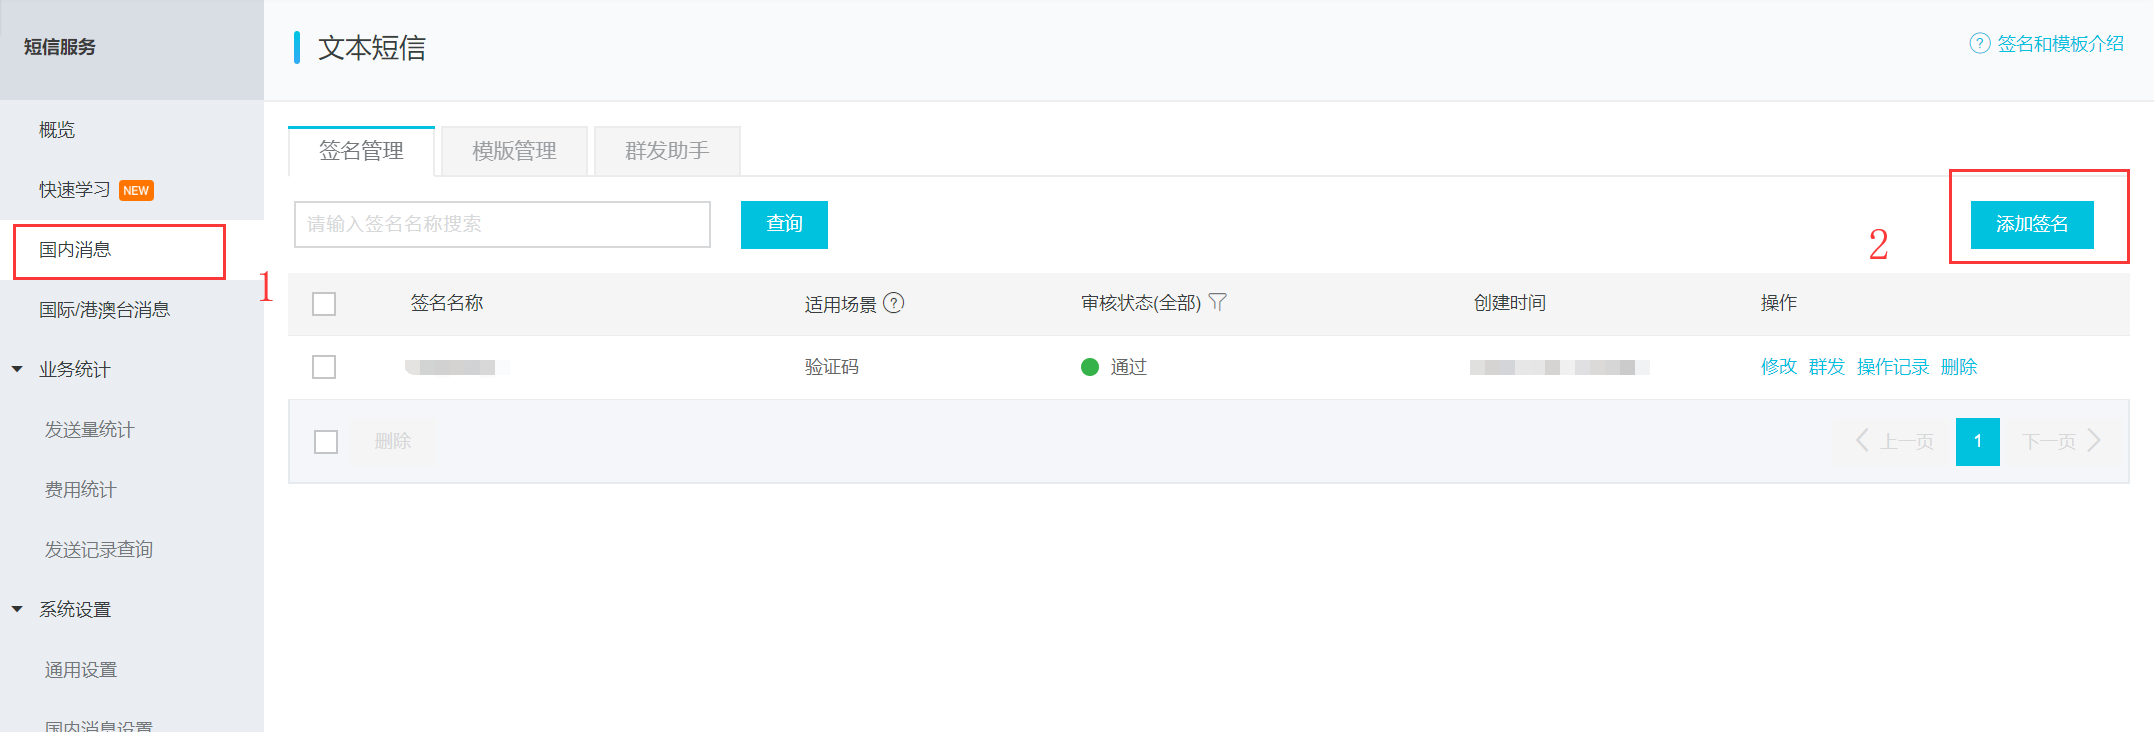 短信服务
概览
快速学习 NEW
国内消息
1
国际/港澳台消息
业务统计
发送量统计
费用统计
发送记录查询
系统设置
通用设置
国内消息设置
文本短信
? 签名和模板介绍
签名管理 模版管理 群发助手
请输入签名名称搜索 查询
2
添加签名
签名名称 适用场景 ? 审核状态(全部) 创建时间 操作
验证码 通过 修改 群发 操作记录 删除
删除 上一页 1 下一页